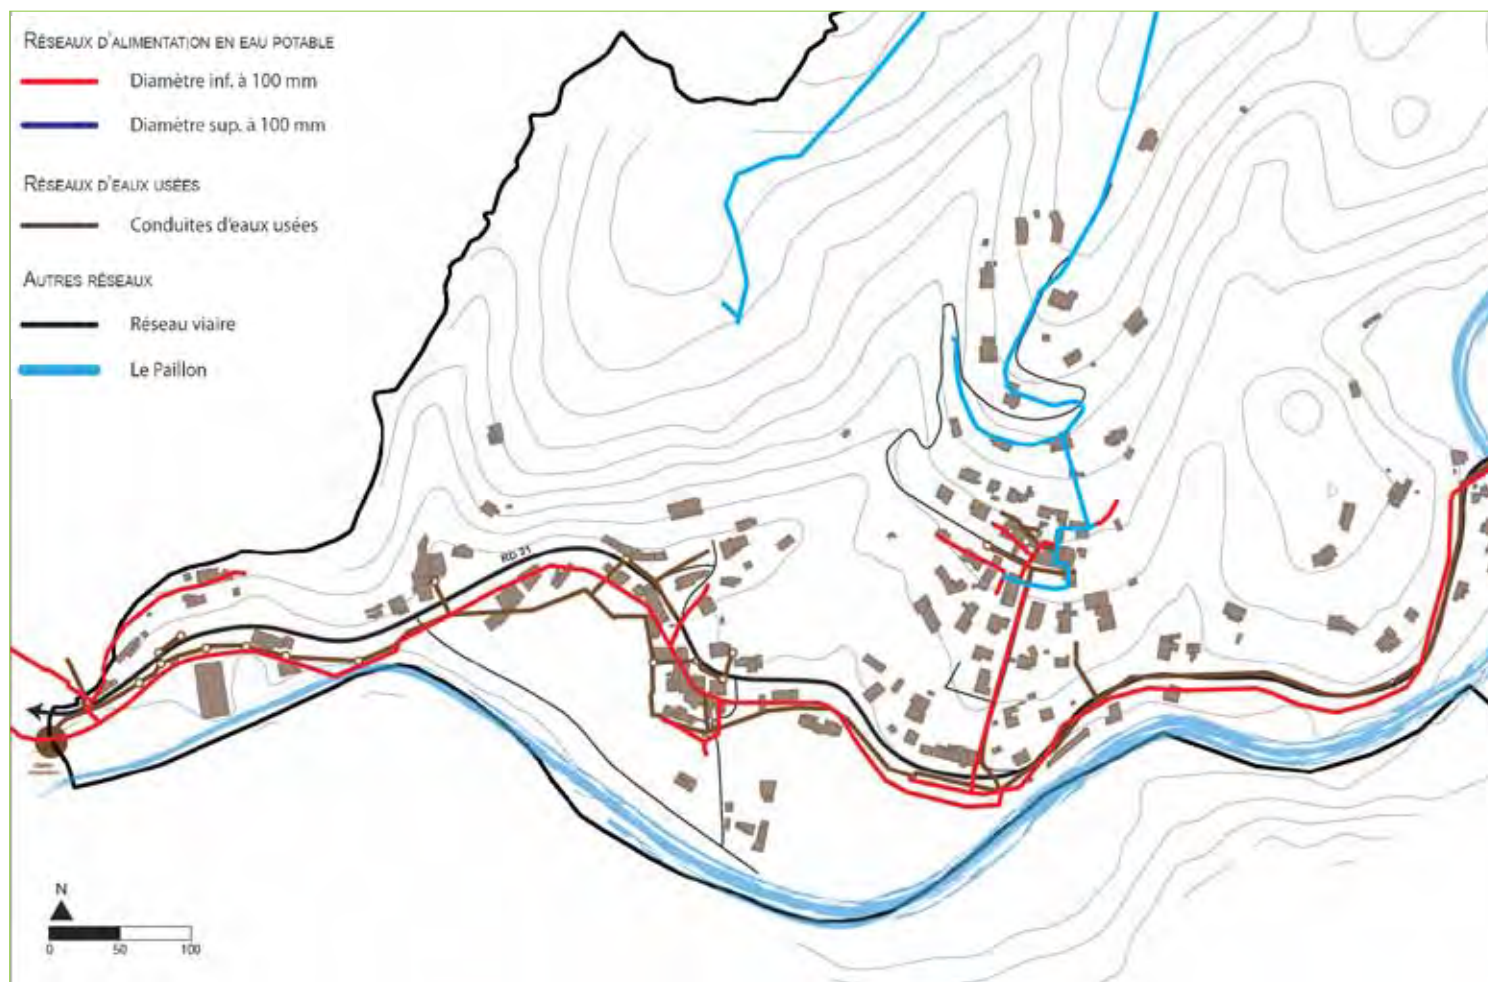 RÉSEAUX D'ALIMENTATION EN EAU POTABLE
Diamètre inf. à 100 mm
Diamètre sup. à 100 mm
RÉSEAUX D'EAUX USÉES
Conduites d'eaux usées
AUTRES RÉSEAUX
Réseau viaire
Le Paillon
RD 21
N
0 50 100